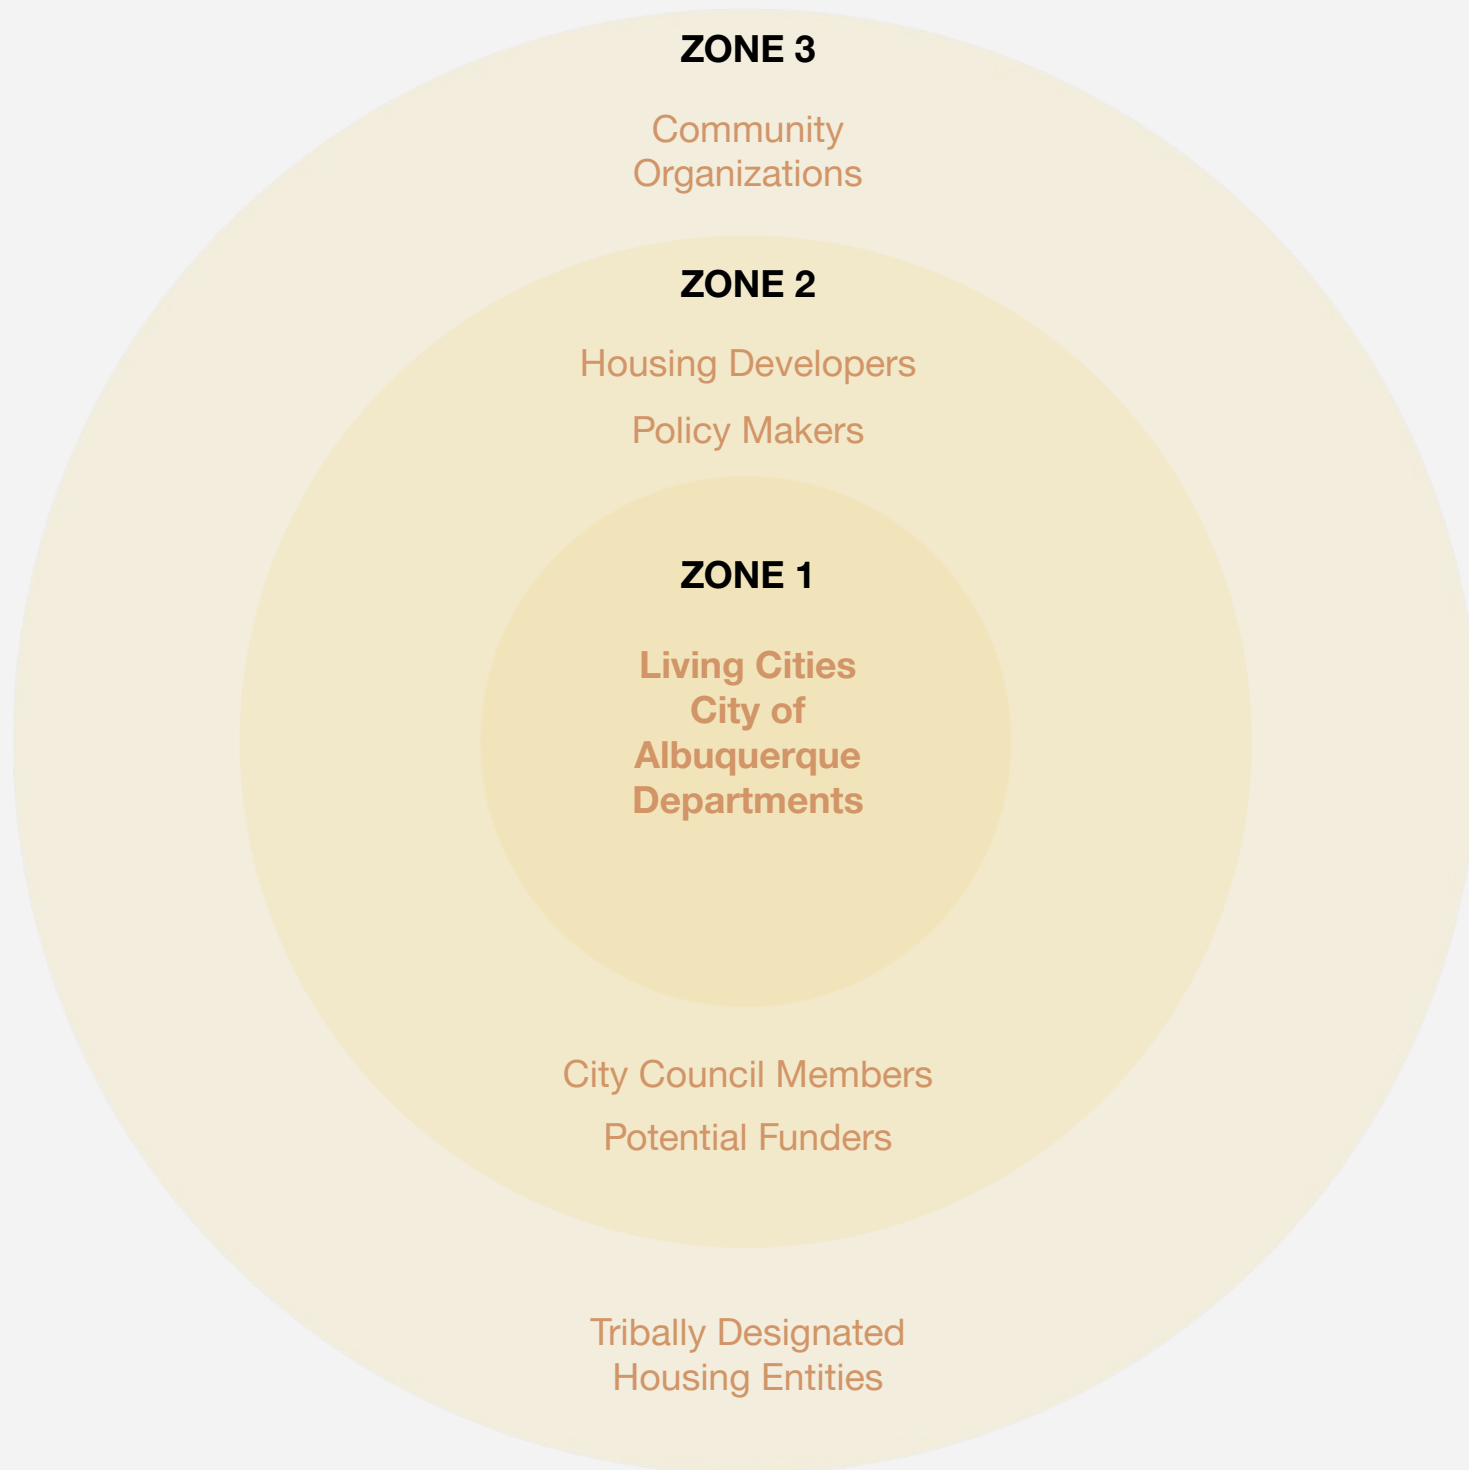 ZONE 3
Community
Organizations
ZONE 2
Housing Developers
Policy Makers
ZONE 1
Living Cities
City of
Albuquerque
Departments
City Council Members
Potential Funders
Tribally Designated
Housing Entities